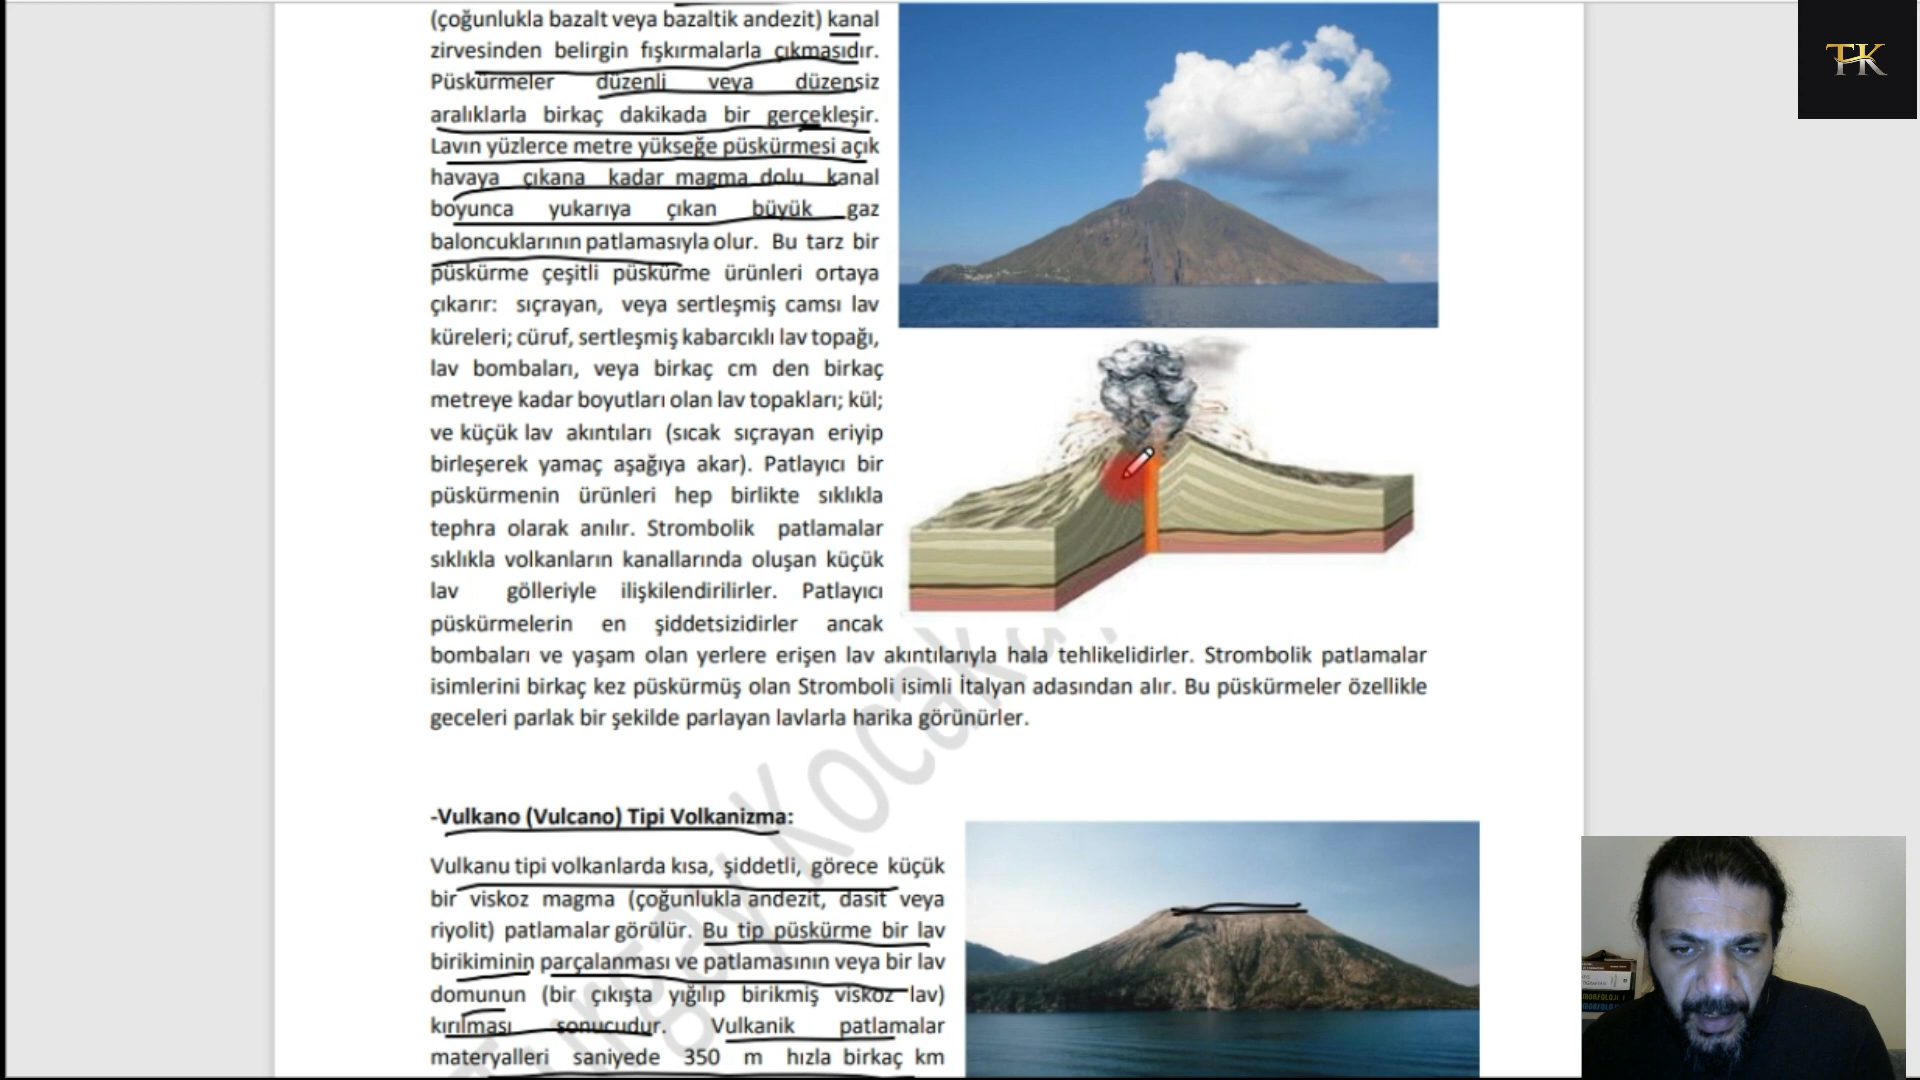 (çoğunlukla bazalt veya bazaltik andezit) kanal
zirvesinden belirgin fışkırmalarla çıkmasıdır.
Püskürmeler düzenli veya düzensiz
aralıklarla birkaç dakikada bir gerçekleşir.
Lavın yüzlerce metre yükseğe püskürmesi açık
havaya çıkana kadar magma dolu kanal
boyunca yukarıya çıkan büyük gaz
baloncuklarının patlamasıyla olur. Bu tarz bir
püskürme çeşitli püskürme ürünleri ortaya
çıkarır: sıçrayan, veya sertleşmiş camsı lav
küreleri; cüruf, sertleşmiş kabarcıklı lav topağı,
lav bombaları, veya birkaç cm den birkaç
metreye kadar boyutları olan lav topakları; kül;
ve küçük lav akıntıları (sıcak sıçrayan eriyip
birleşerek yamaç aşağıya akar). Patlayıcı bir
püskürmenin ürünleri hep birlikte sıklıkla
tephra olarak anılır. Strombolik patlamalar
sıklıkla volkanların kanallarında oluşan küçük
lav gölleriyle ilişkilendirilirler. Patlayıcı
püskürmelerin en şiddetsizidirler ancak
bombaları ve yaşam olan yerlere erişen lav akıntılarıyla hala tehlikelidirler. Strombolik patlamalar
isimlerini birkaç kez püskürmüş olan Stromboli isimli İtalyan adasından alır. Bu püskürmeler özellikle
geceleri parlak bir şekilde parlayan lavlarla harika görünürler.
-Vulkano (Vulcano) Tipi Volkanizma:
Vulkanu tipi volkanlarda kısa, şiddetli, görece küçük
bir viskoz magma (çoğunlukla andezit, dasit veya
riyolit) patlamalar görülür. Bu tip püskürme bir lav
birikiminin parçalanması ve patlamasının veya bir lav
domunun (bir çıkışta yığılıp birikmiş viskoz lav)
kırılması sonucudur. Vulkanik patlamalar
materyalleri saniyede 350 m hızla birkaç km
TK